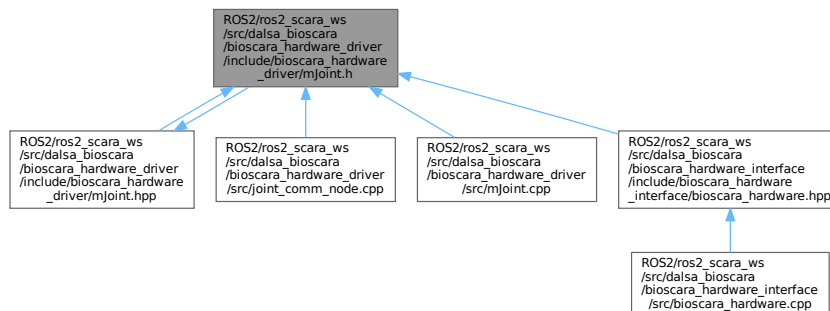 ROS2/ros2_scara_ws
/src/dalsa_bioscara
/bioscara_hardware_driver
/include/bioscara_hardware
_driver/mJoint.h
ROS2/ros2_scara_ws
/src/dalsa_bioscara
/bioscara_hardware_driver
/include/bioscara_hardware
_driver/mJoint.hpp
ROS2/ros2_scara_ws
/src/dalsa_bioscara
/bioscara_hardware_driver
/src/joint_comm_node.cpp
ROS2/ros2_scara_ws
/src/dalsa_bioscara
/bioscara_hardware_driver
/src/mJoint.cpp
ROS2/ros2_scara_ws
/src/dalsa_bioscara
/bioscara_hardware_interface
/include/bioscara_hardware
_interface/bioscara_hardware.hpp
ROS2/ros2_scara_ws
/src/dalsa_bioscara
/bioscara_hardware_interface
/src/bioscara_hardware.cpp